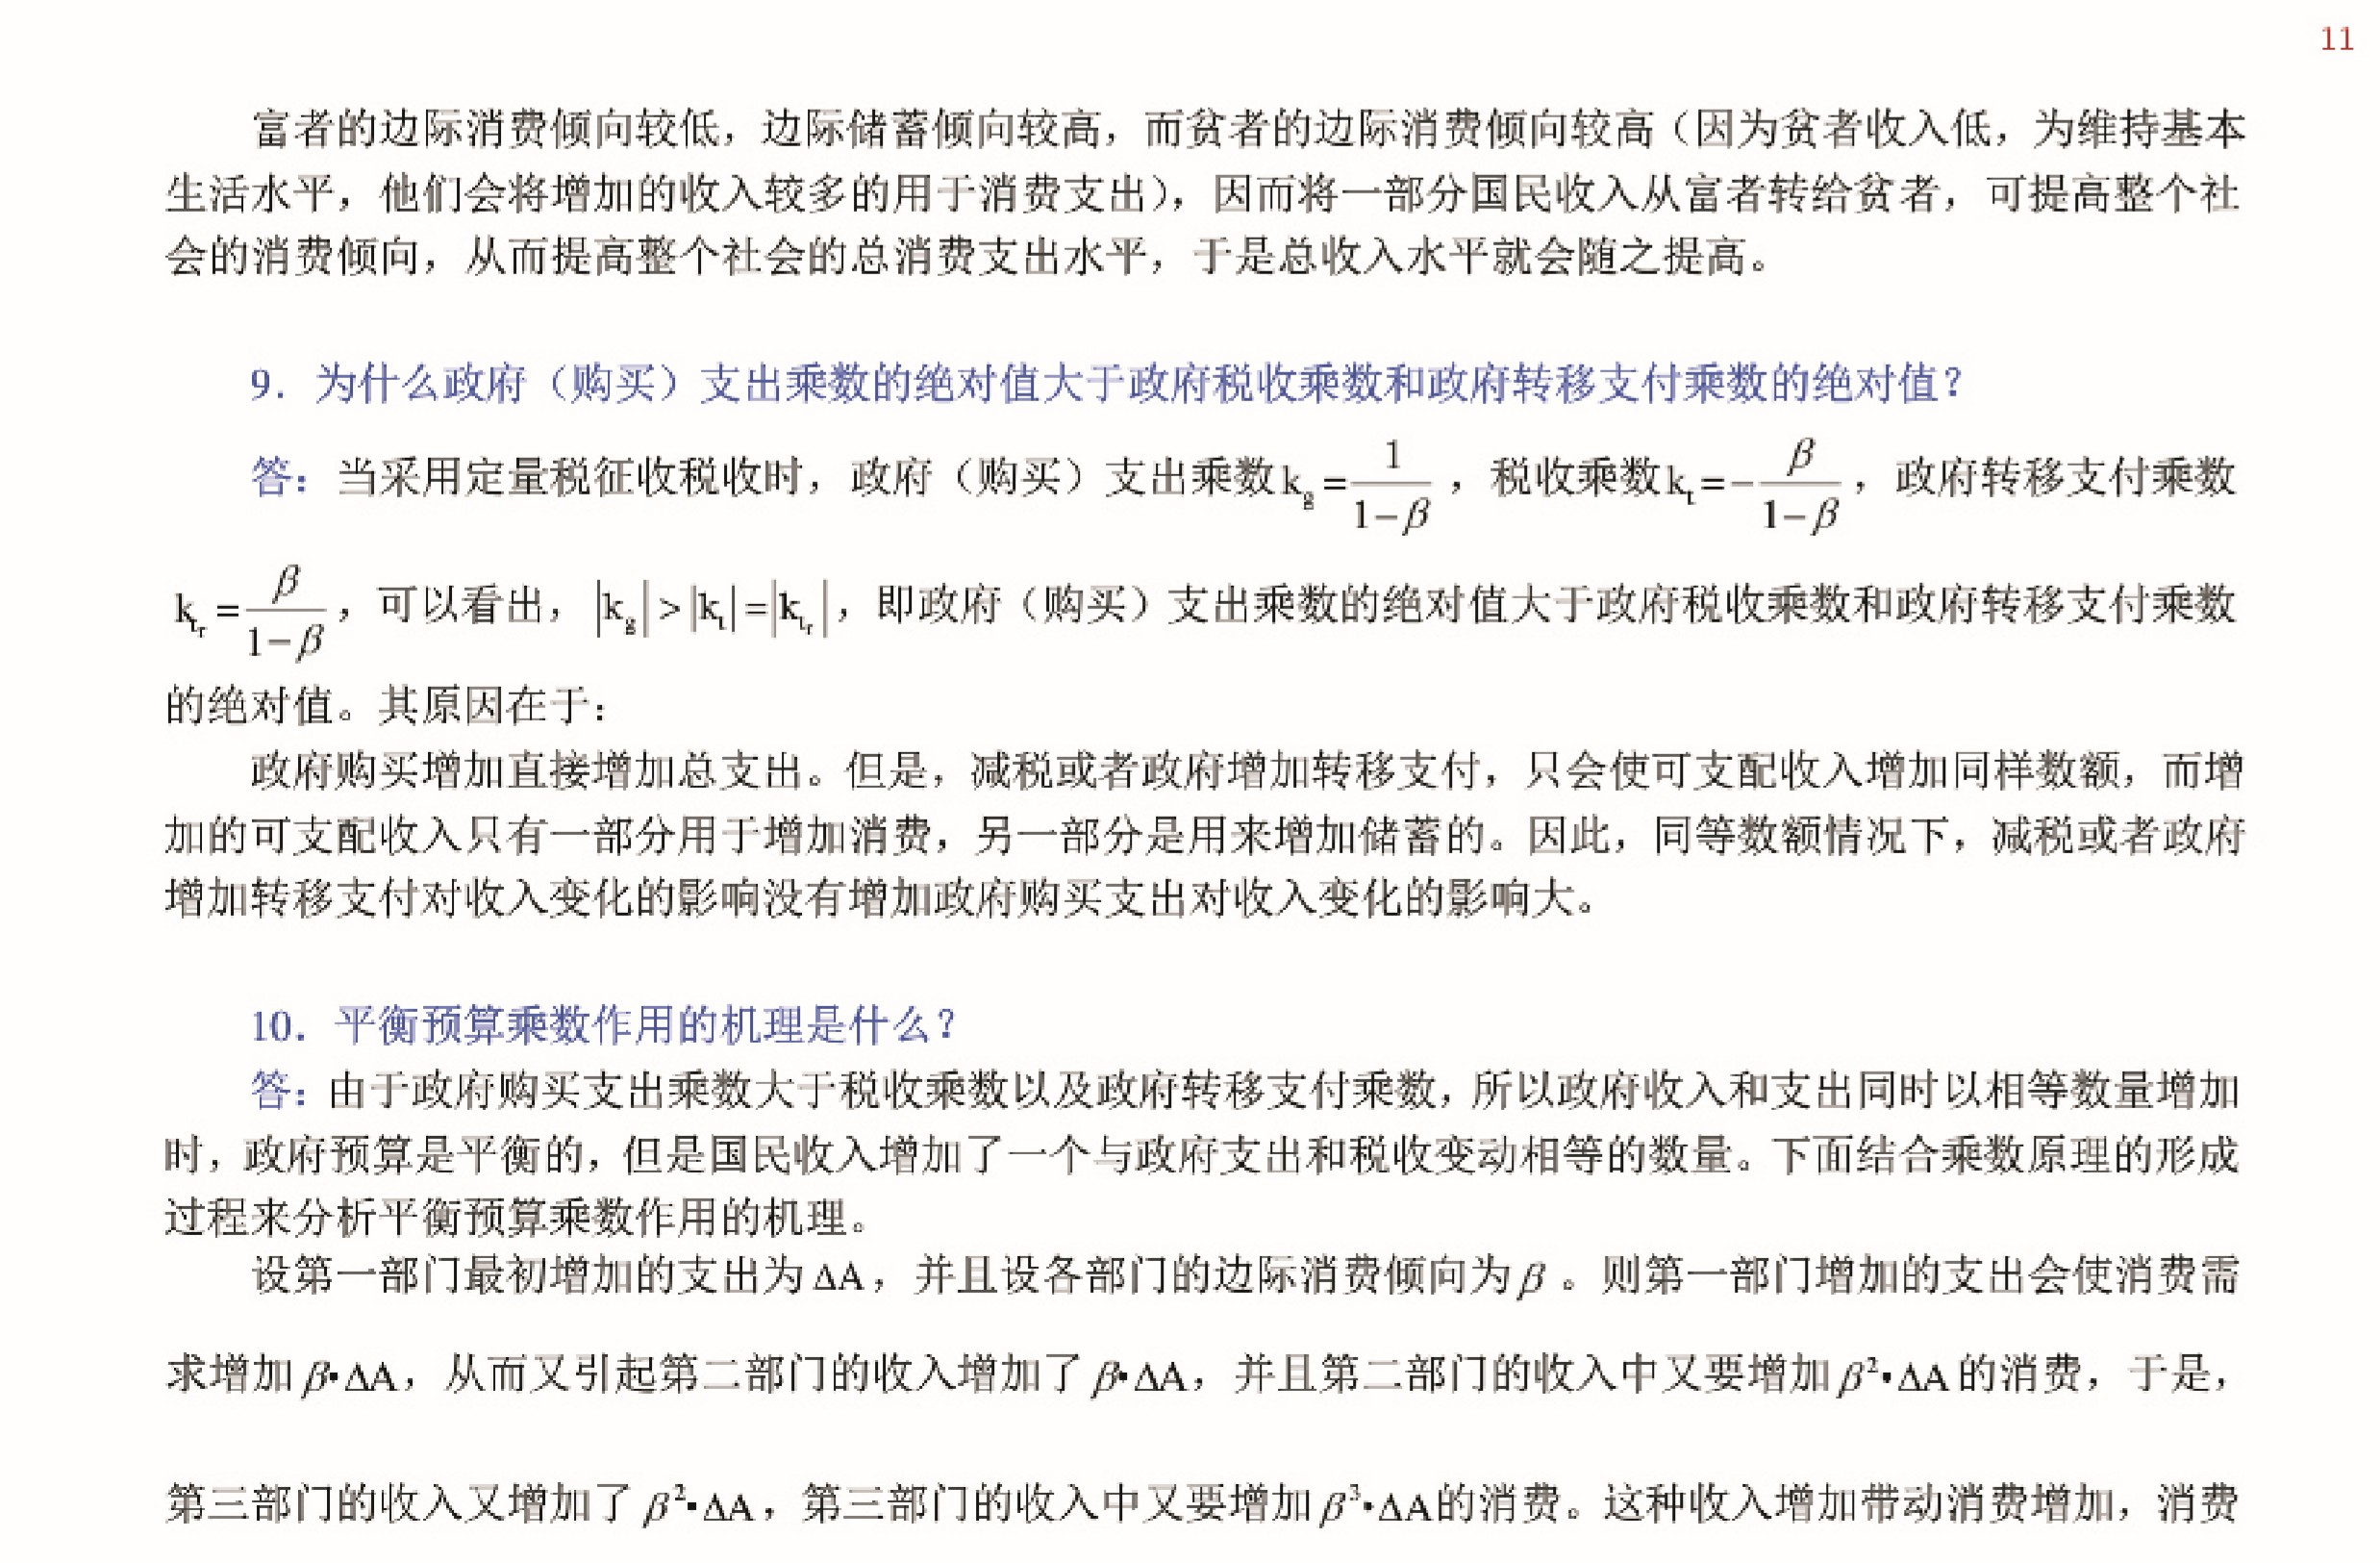 11
富者的边际消费倾向较低，边际储蓄倾向较高，而贫者的边际消费倾向较高（因为贫者收入低，为维持基本
生活水平，他们会将增加的收入较多的用于消费支出），因而将一部分国民收入从富者转给贫者，可提高整个社
会的消费倾向，从而提高整个社会的总消费支出水平，于是总收入水平就会随之提高。
9．为什么政府（购买）支出乘数的绝对值大于政府税收乘数和政府转移支付乘数的绝对值？
答：当采用定量税征收税收时，政府（购买）支出乘数 $k_g=\frac{1}{1-\beta}$，税收乘数 $k_t=-\frac{\beta}{1-\beta}$，政府转移支付乘数
$k_{t_r}=\frac{\beta}{1-\beta}$，可以看出，$|k_g|>|k_t|=|k_{t_r}|$，即政府（购买）支出乘数的绝对值大于政府税收乘数和政府转移支付乘数
的绝对值。其原因在于：
政府购买增加直接增加总支出。但是，减税或者政府增加转移支付，只会使可支配收入增加同样数额，而增
加的可支配收入只有一部分用于增加消费，另一部分是用来增加储蓄的。因此，同等数额情况下，减税或者政府
增加转移支付对收入变化的影响没有增加政府购买支出对收入变化的影响大。
10．平衡预算乘数作用的机理是什么？
答：由于政府购买支出乘数大于税收乘数以及政府转移支付乘数，所以政府收入和支出同时以相等数量增加
时，政府预算是平衡的，但是国民收入增加了一个与政府支出和税收变动相等的数量。下面结合乘数原理的形成
过程来分析平衡预算乘数作用的机理。
设第一部门最初增加的支出为 ΔA，并且设各部门的边际消费倾向为 β 。则第一部门增加的支出会使消费需
求增加 β·ΔA，从而又引起第二部门的收入增加了 β·ΔA，并且第二部门的收入中又要增加 β²·ΔA 的消费，于是，
第三部门的收入又增加了 β²·ΔA，第三部门的收入中又要增加 β³·ΔA的消费。这种收入增加带动消费增加，消费